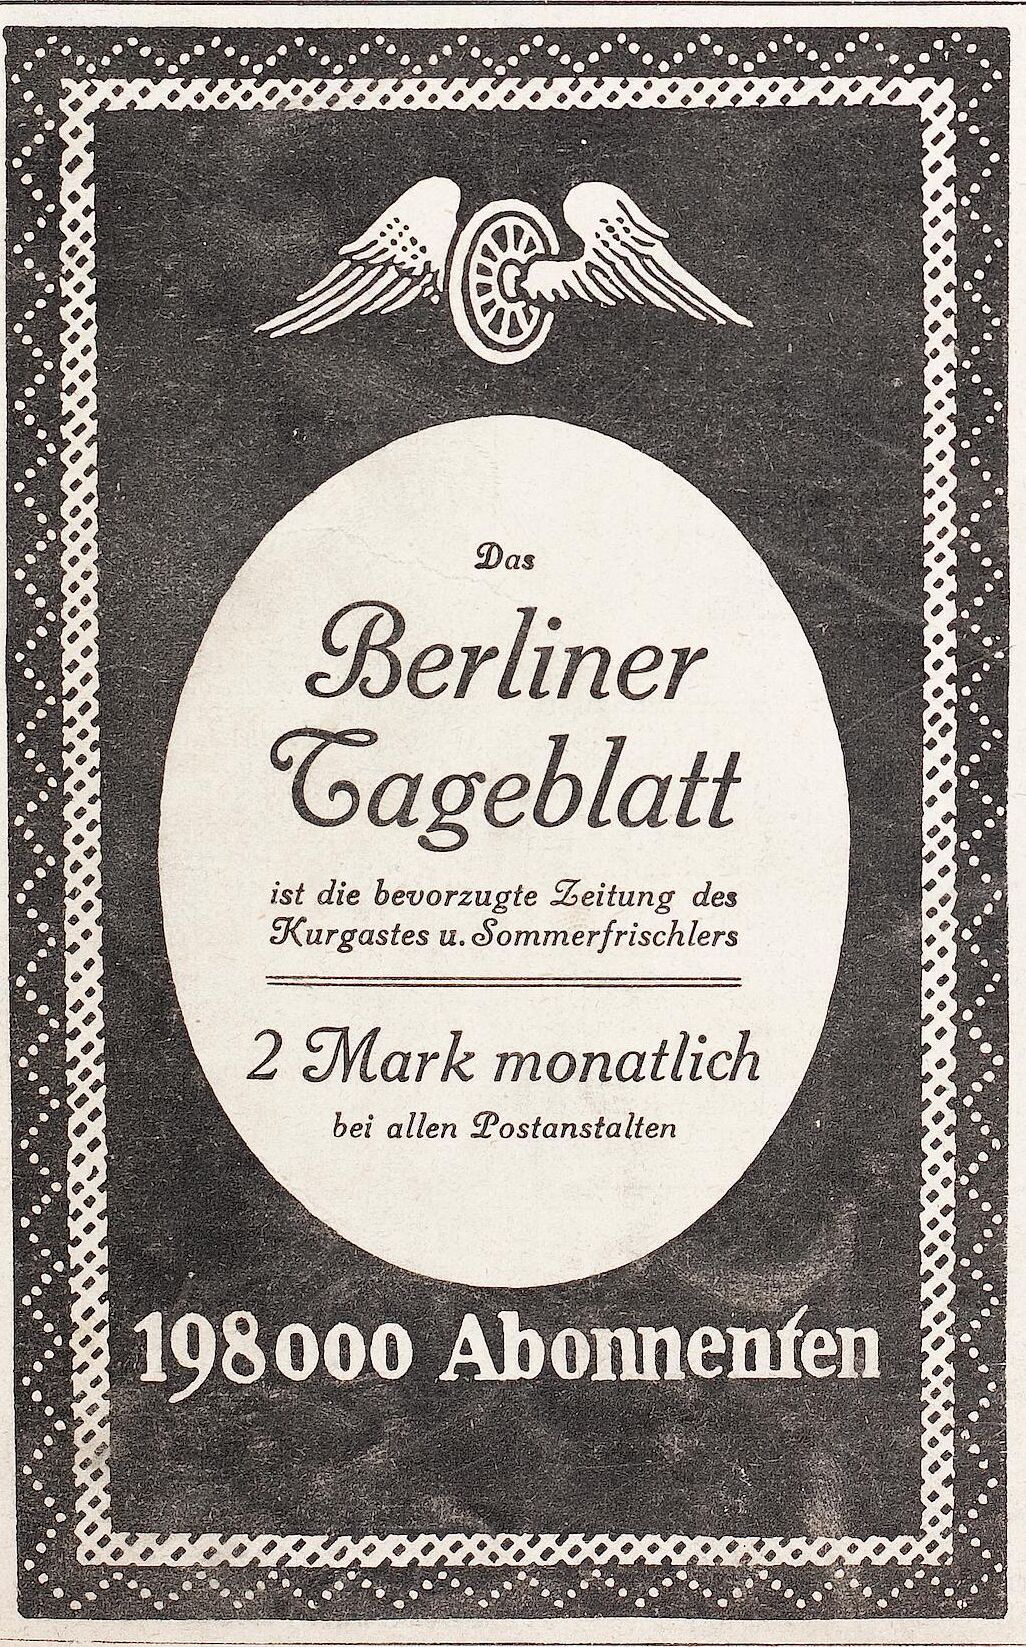 Das
Berliner
Tageblatt
ist die bevorzugte Zeitung des
Kurgastes u. Sommerfrischlers
2 Mark monatlich
bei allen Postanstalten
198000 Abonnenten